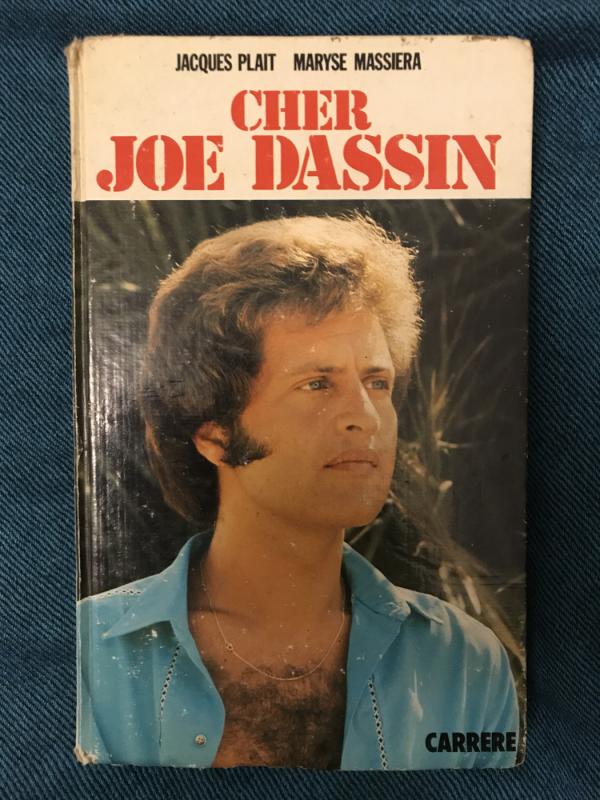 JACQUES PLAIT MARYSE MASSIERA
CHER
JOE DASSIN
CARRERE